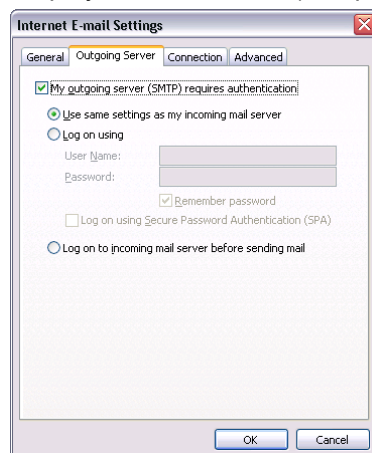 Internet E-mail Settings
General Outgoing Server Connection Advanced
My outgoing server (SMTP) requires authentication
Use same settings as my incoming mail server
Log on using
User Name:
Password:
Remember password
Log on using Secure Password Authentication (SPA)
Log on to incoming mail server before sending mail
OK Cancel